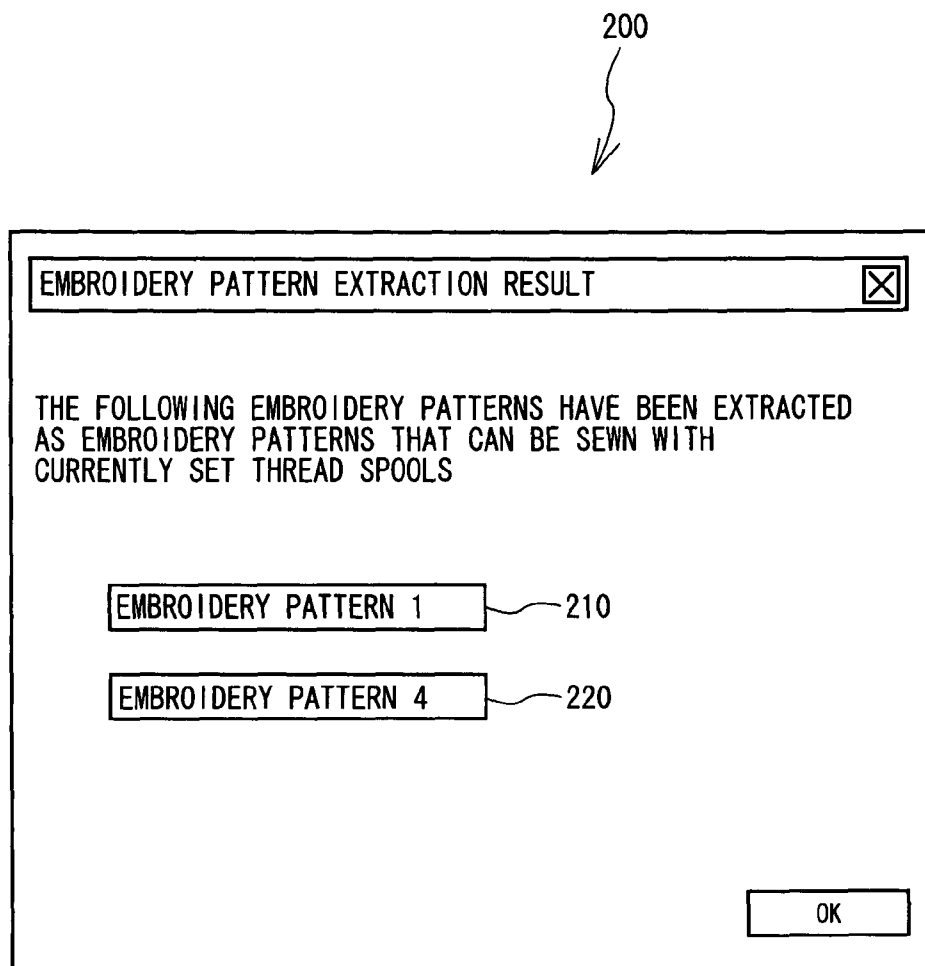 200
EMBROIDERY PATTERN EXTRACTION RESULT
THE FOLLOWING EMBROIDERY PATTERNS HAVE BEEN EXTRACTED
AS EMBROIDERY PATTERNS THAT CAN BE SEWN WITH
CURRENTLY SET THREAD SPOOLS
EMBROIDERY PATTERN 1 210
EMBROIDERY PATTERN 4 220
OK